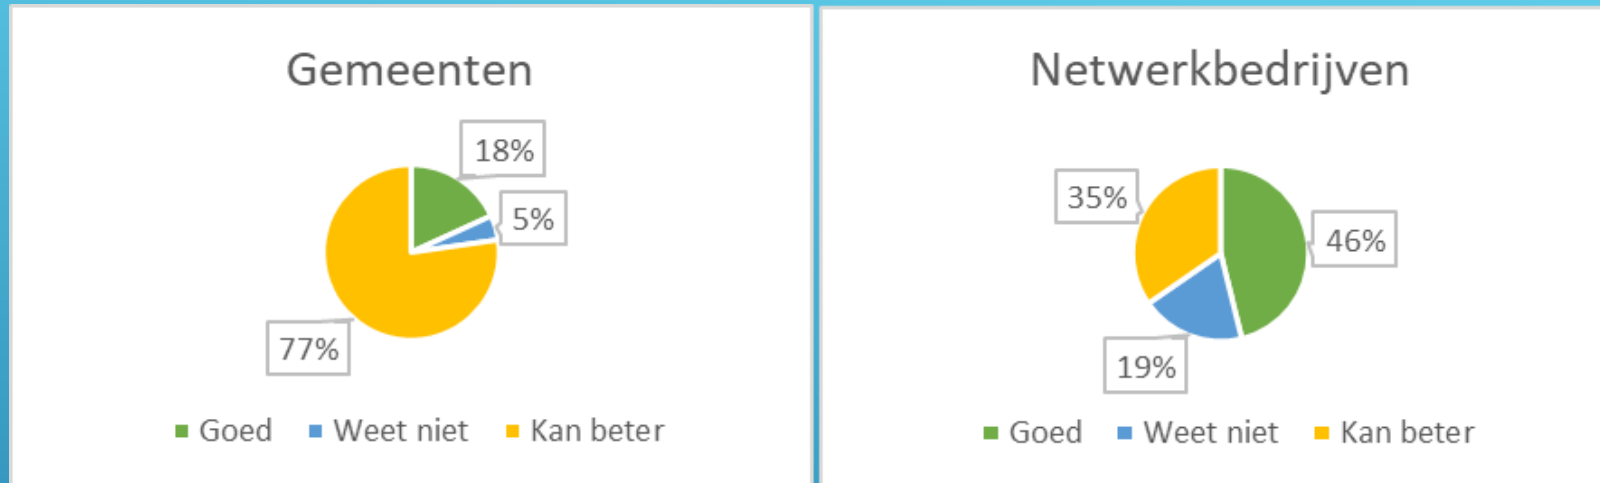 Gemeenten
18%
5%
77%
Goed Weet niet Kan beter
Netwerkbedrijven
35%
46%
19%
Goed Weet niet Kan beter